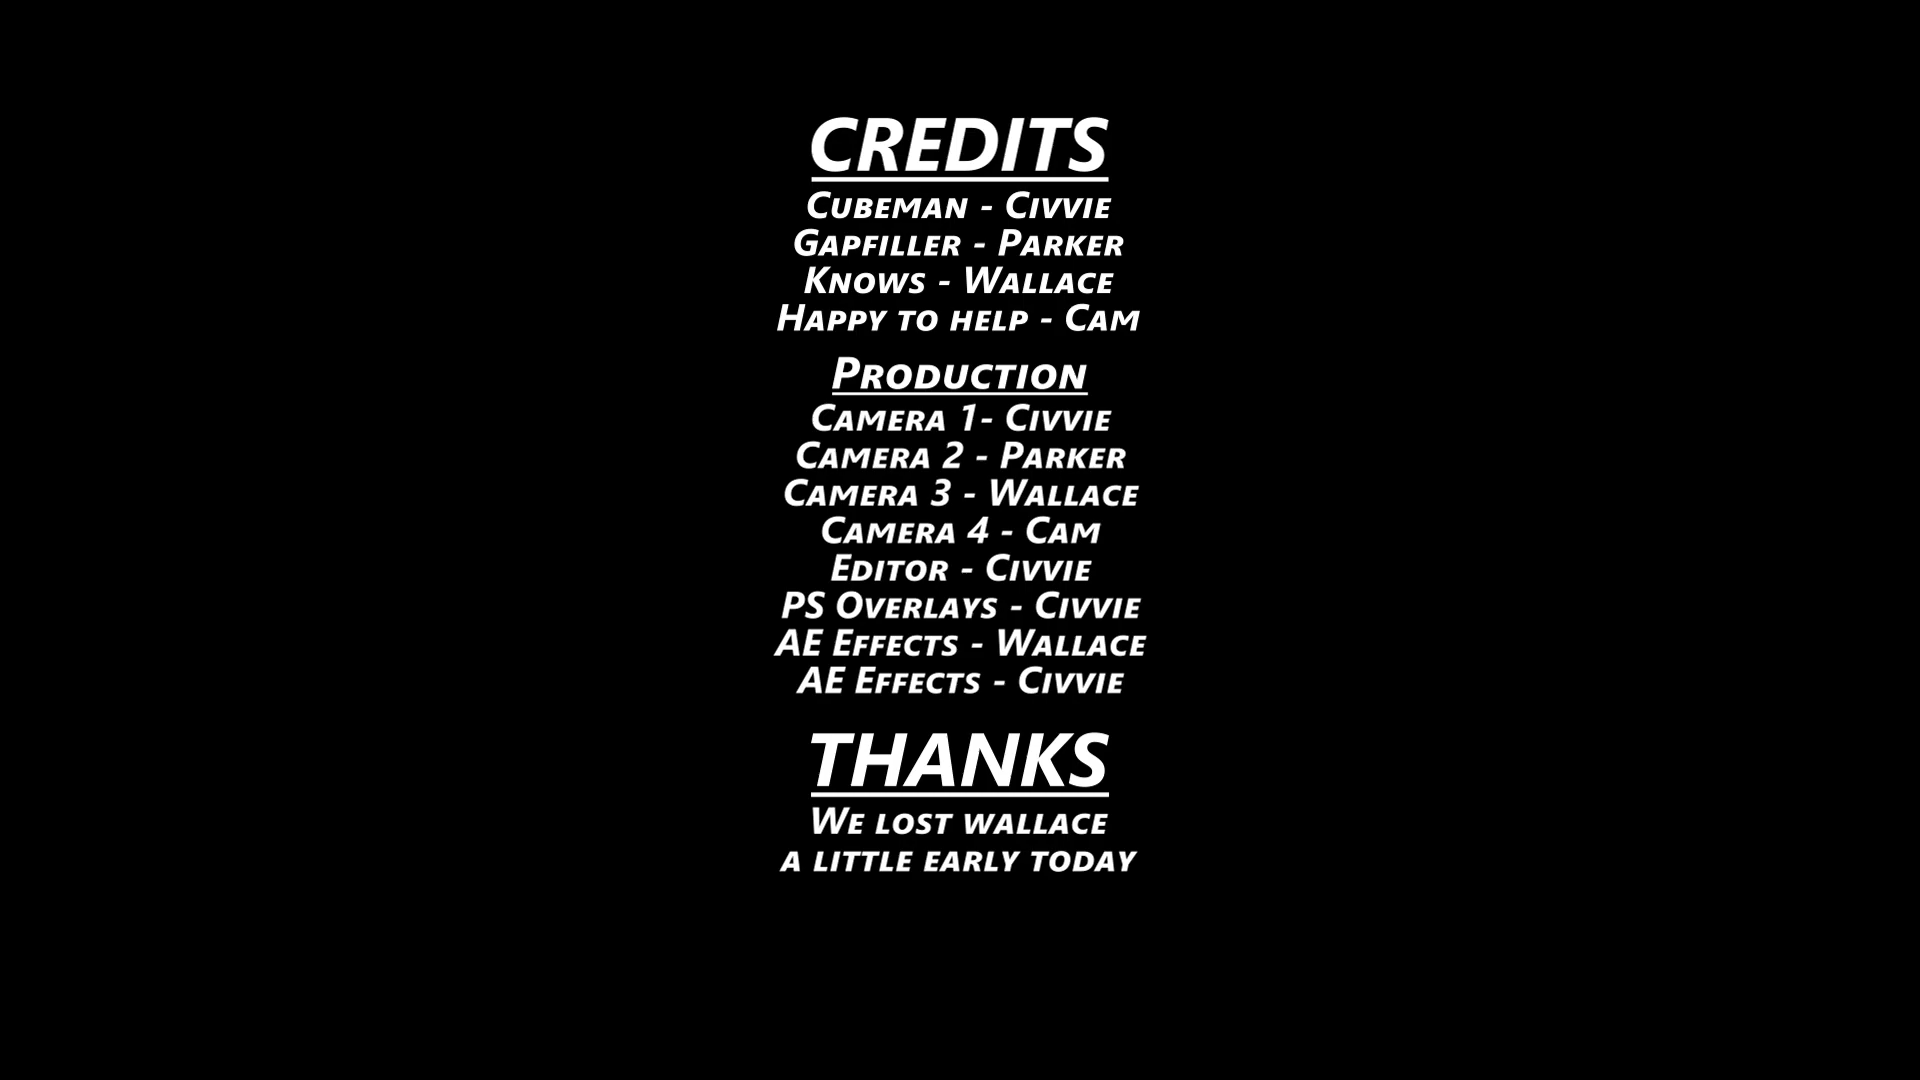 CREDITS
Cubeman - Civvie
Gapfiller - Parker
Knows - Wallace
Happy to help - Cam
Production
Camera 1- Civvie
Camera 2 - Parker
Camera 3 - Wallace
Camera 4 - Cam
Editor - Civvie
PS Overlays - Civvie
AE Effects - Wallace
AE Effects - Civvie
THANKS
We lost wallace
a little early today